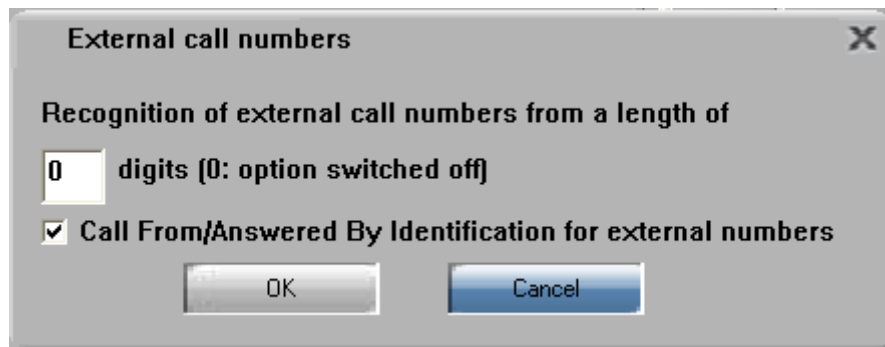 External call numbers
Recognition of external call numbers from a length of
0 digits (0: option switched off)
Call From/Answered By Identification for external numbers
OK Cancel